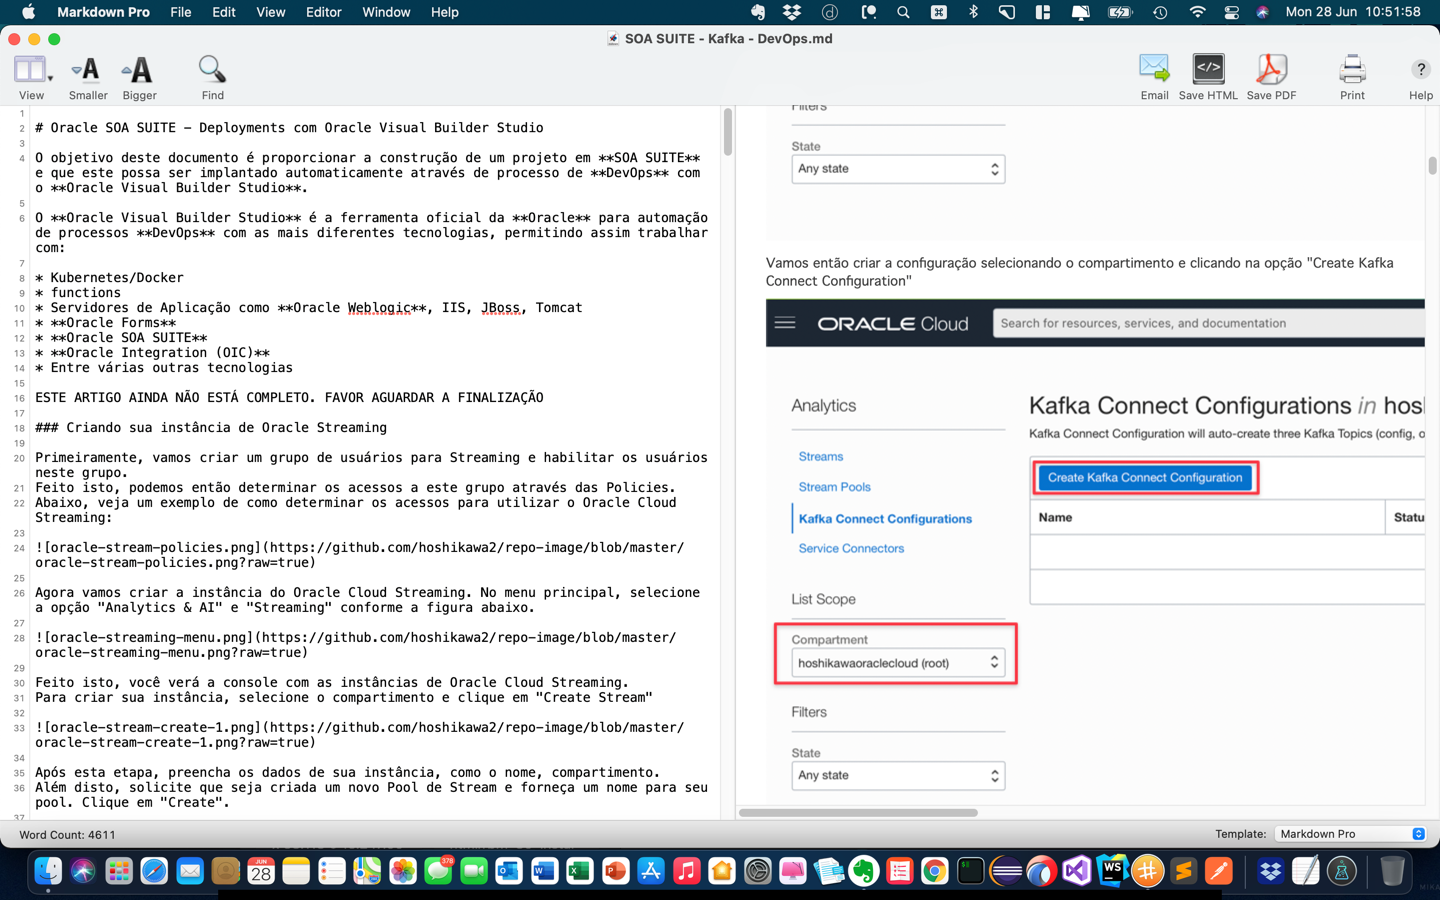 Markdown Pro File Edit View Editor Window Help
Mon 28 Jun 10:51:58
SOA SUITE - Kafka - DevOps.md
View Smaller Bigger Find
Email Save HTML Save PDF Print Help
1
2 # Oracle SOA SUITE - Deployments com Oracle Visual Builder Studio
3
4 O objetivo deste documento é proporcionar a construção de um projeto em **SOA SUITE**
e que este possa ser implantado automaticamente através de processo de **DevOps** com
o **Oracle Visual Builder Studio**.
5
6 O **Oracle Visual Builder Studio** é a ferramenta oficial da **Oracle** para automação
de processos **DevOps** com as mais diferentes tecnologias, permitindo assim trabalhar
com:
7
8 * Kubernetes/Docker
9 * functions
10 * Servidores de Aplicação como **Oracle Weblogic**, IIS, JBoss, Tomcat
11 * **Oracle Forms**
12 * **Oracle SOA SUITE**
13 * **Oracle Integration (OIC)**
14 * Entre várias outras tecnologias
15
16 ESTE ARTIGO AINDA NÃO ESTÁ COMPLETO. FAVOR AGUARDAR A FINALIZAÇÃO
17
18 ### Criando sua instância de Oracle Streaming
19
20 Primeiramente, vamos criar um grupo de usuários para Streaming e habilitar os usuários
neste grupo.
21 Feito isto, podemos então determinar os acessos a este grupo através das Policies.
22 Abaixo, veja um exemplo de como determinar os acessos para utilizar o Oracle Cloud
Streaming:
23
24 ![oracle-stream-policies.png](https://github.com/hoshikawa2/repo-image/blob/master/
oracle-stream-policies.png?raw=true)
25
26 Agora vamos criar a instância do Oracle Cloud Streaming. No menu principal, selecione
a opção "Analytics & AI" e "Streaming" conforme a figura abaixo.
27
28 ![oracle-streaming-menu.png](https://github.com/hoshikawa2/repo-image/blob/master/
oracle-streaming-menu.png?raw=true)
29
30 Feito isto, você verá a console com as instâncias de Oracle Cloud Streaming.
31 Para criar sua instância, selecione o compartimento e clique em "Create Stream"
32
33 ![oracle-stream-create-1.png](https://github.com/hoshikawa2/repo-image/blob/master/
oracle-stream-create-1.png?raw=true)
34
35 Após esta etapa, preencha os dados de sua instância, como o nome, compartimento.
36 Além disto, solicite que seja criada um novo Pool de Stream e forneça um nome para seu
pool. Clique em "Create".
37
Filters
State
Any state
Vamos então criar a configuração selecionando o compartimento e clicando na opção "Create Kafka
Connect Configuration"
ORACLE Cloud
Search for resources, services, and documentation
Analytics
Streams
Stream Pools
Kafka Connect Configurations
Service Connectors
List Scope
Compartment
hoshikawaoraclecloud (root)
Filters
State
Any state
Kafka Connect Configurations in hos
Kafka Connect Configuration will auto-create three Kafka Topics (config, o
Create Kafka Connect Configuration
Name Statu
Word Count: 4611
Template: Markdown Pro
JUN
28
376
WS